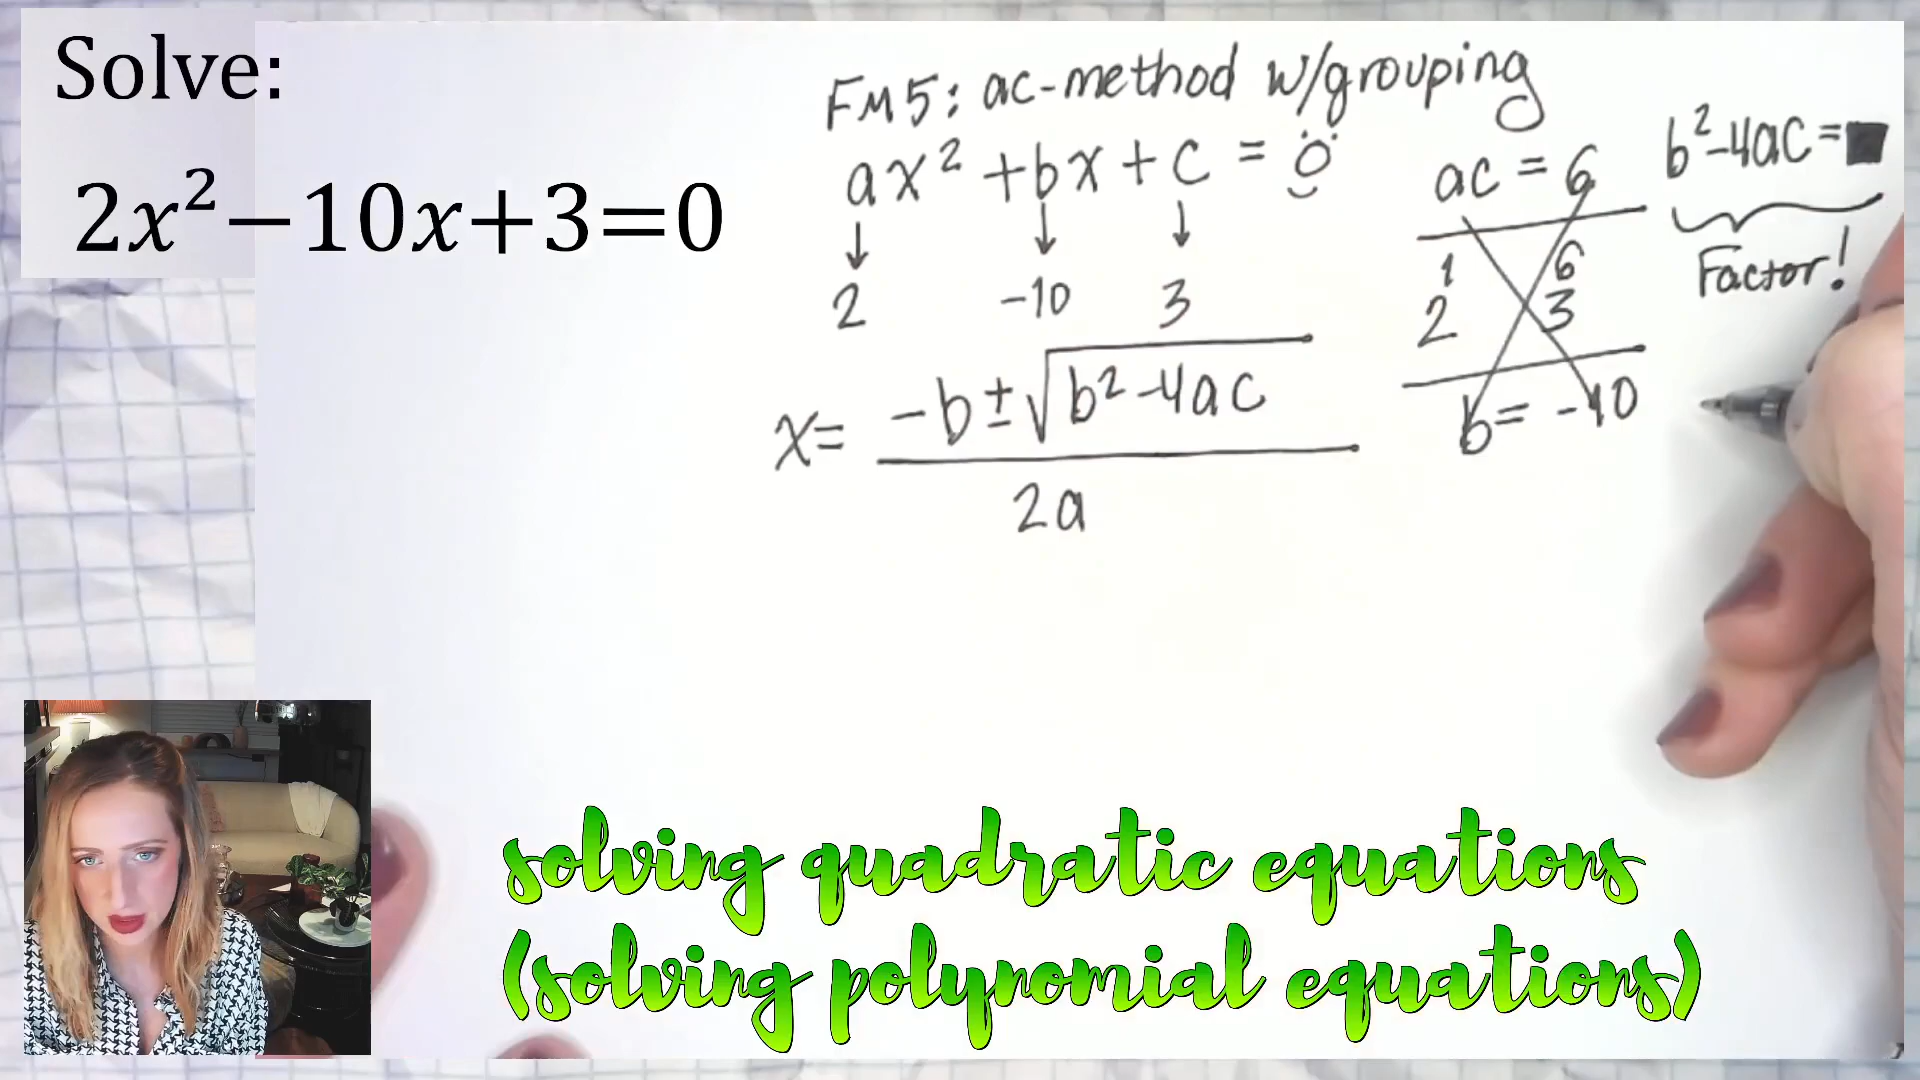 Solve:
2x²−10x+3=0
FM5: ac-method w/grouping
ax² + bx + c = 0
↓ ↓ ↓
2 -10 3
x = -b ± √b² - 4ac
2a
ac = 6
1 6
2 3
b = -10
b² - 4ac = ■
Factor!
solving quadratic equations
(solving polynomial equations)